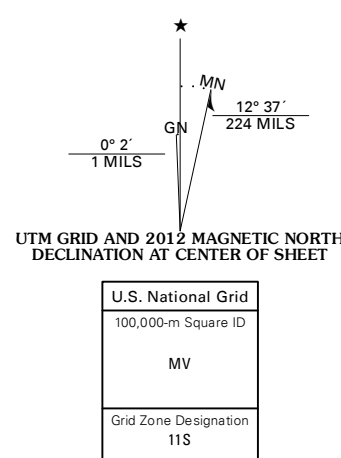 ★
MN
12° 37´
224 MILS
GN
0° 2´
1 MILS
UTM GRID AND 2012 MAGNETIC NORTH
DECLINATION AT CENTER OF SHEET
U.S. National Grid
100,000-m Square ID
MV
Grid Zone Designation
11S